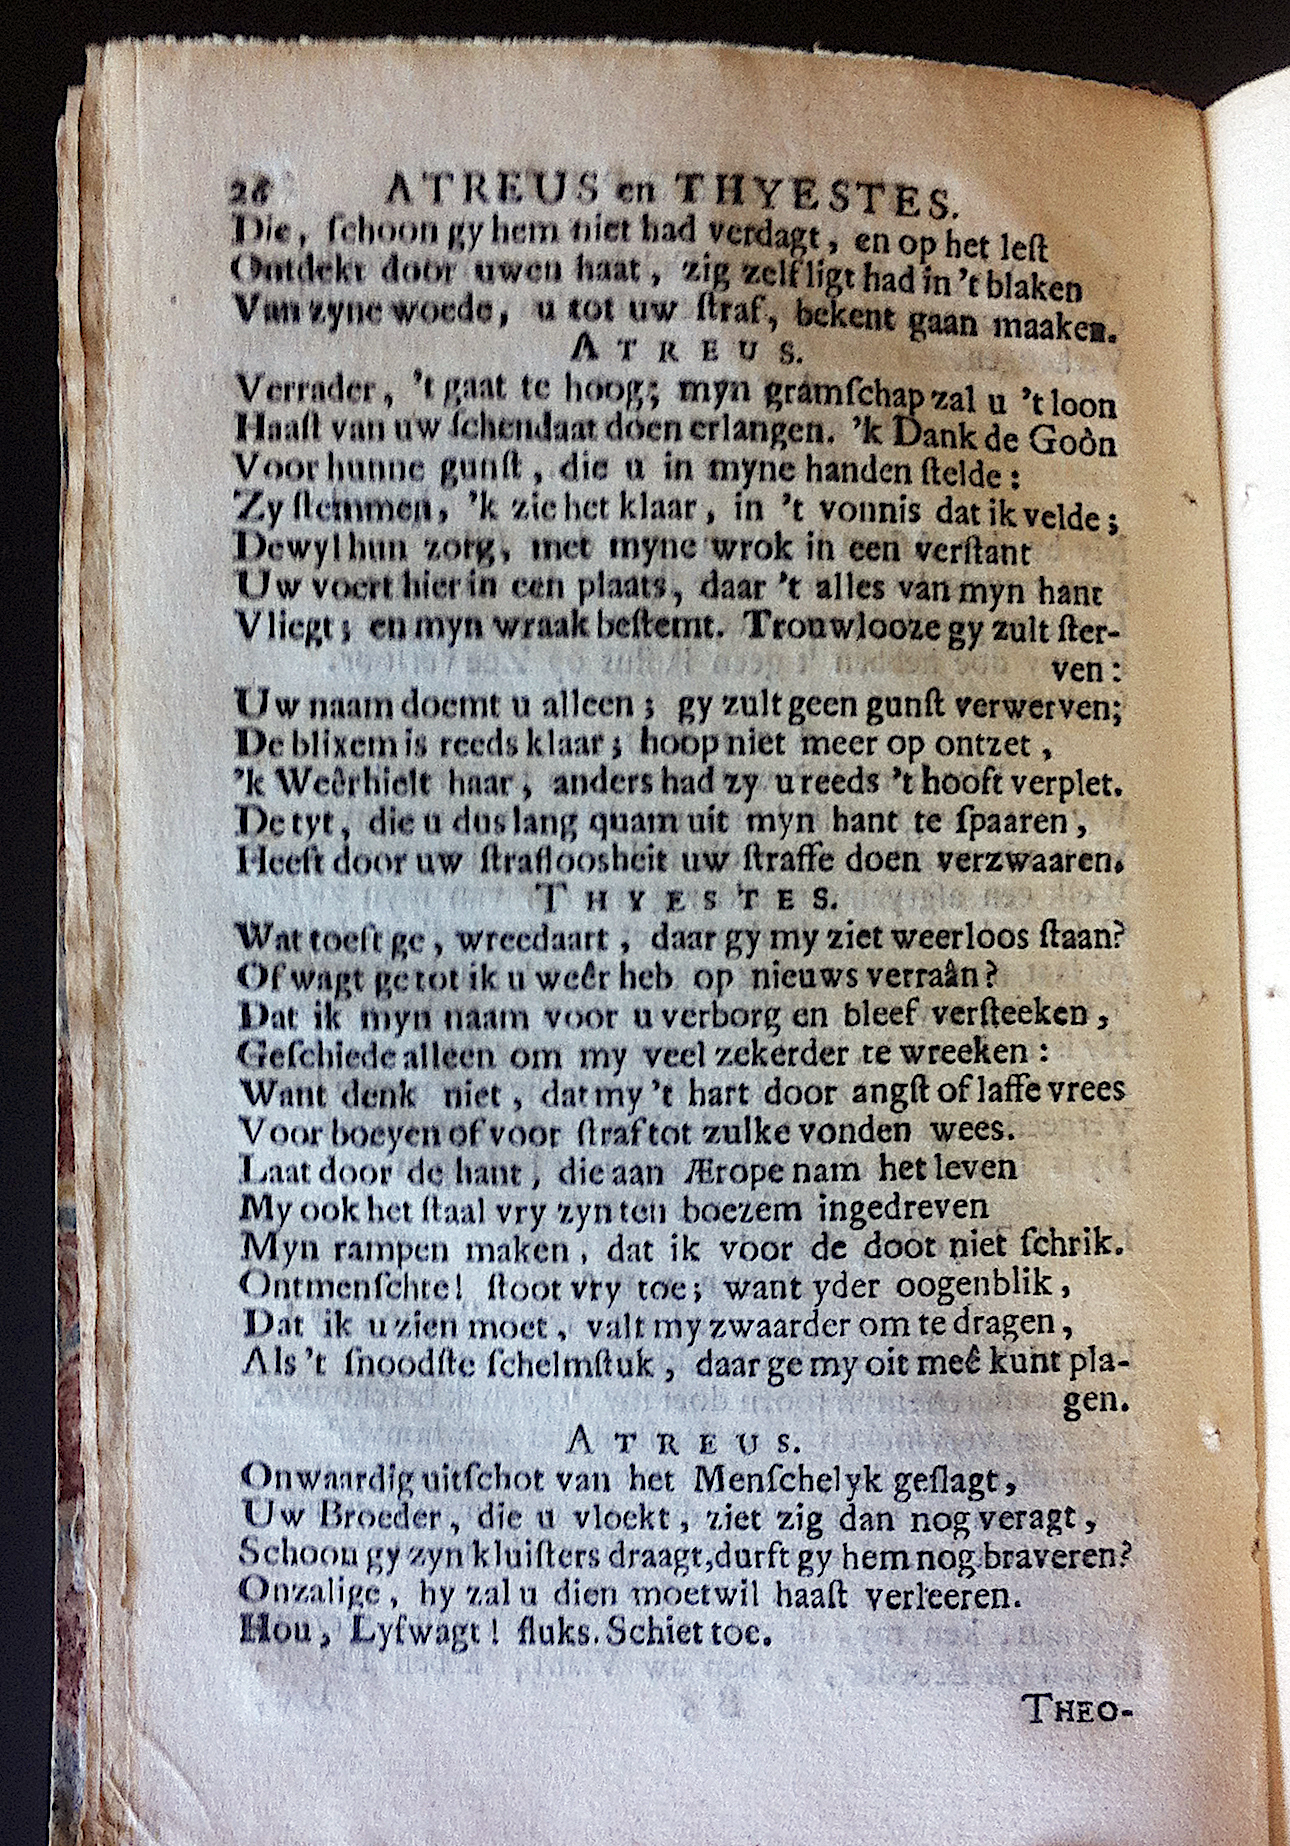 28 ATREUS en THYESTES.
Die, ſchoon gy hem niet had verdagt, en op het leſt
Ontdekt door uwen haat, zig zelf ligt had in 't blaken
Van zyne woede, u tot uw ſtraf, bekent gaan maaken.
ATREUS.
Verrader, 't gaat te hoog; myn gramſchap zal u 't loon
Haaſt van uw ſchendaat doen erlangen. 'k Dank de Goôn
Voor hunne gunſt, die u in myne handen ſtelde:
Zy ſtemmen, 'k zie het klaar, in 't vonnis dat ik velde;
Dewyl hun zorg, met myne wrok in een verſtant
Uw voert hier in een plaats, daar 't alles van myn hant
Vliegt; en myn wraak beſtemt. Trouwlooze gy zult ſter-
ven:
Uw naam doemt u alleen; gy zult geen gunſt verwerven;
De blixem is reeds klaar; hoop niet meer op ontzet,
'k Weêrhielt haar, anders had zy u reeds 't hooft verplet.
De tyt, die u dus lang quam uit myn hant te ſpaaren,
Heeft door uw ſtrafloosheit uw ſtraffe doen verzwaaren.
THYESTES.
Wat toeft ge, wreedaart, daar gy my ziet weerloos ſtaan?
Of wagt ge tot ik u weêr heb op nieuws verraân?
Dat ik myn naam voor u verborg en bleef verſteeken,
Geſchiede alleen om my veel zekerder te wreeken:
Want denk niet, dat my 't hart door angſt of laffe vrees
Voor boeyen of voor ſtraf tot zulke vonden wees.
Laat door de hant, die aan Ærope nam het leven
My ook het ſtaal vry zyn ten boezem ingedreven
Myn rampen maken, dat ik voor de doot niet ſchrik.
Ontmenſchte! ſtoot vry toe; want yder oogenblik,
Dat ik u zien moet, valt my zwaarder om te dragen,
Als 't ſnoodſte ſchelmſtuk, daar ge my oit meê kunt pla-
gen.
ATREUS.
Onwaardig uitſchot van het Menſchelyk geſlagt,
Uw Broeder, die u vloekt, ziet zig dan nog veragt,
Schoon gy zyn kluiſters draagt, durft gy hem nog braveren?
Onzalige, hy zal u dien moetwil haaſt verleeren.
Hou, Lyfwagt! fluks. Schiet toe.
THEO-